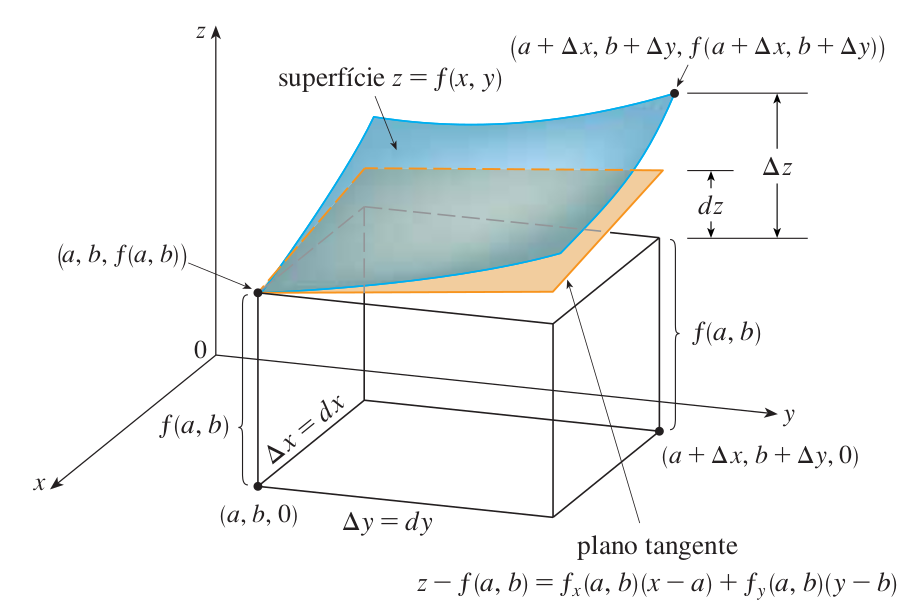 z
(a + Δx, b + Δy, f(a + Δx, b + Δy))
superfície z = f(x, y)
Δz
dz
(a, b, f(a, b))
f(a, b)
0
y
f(a, b)
Δx = dx
(a + Δx, b + Δy, 0)
x
(a, b, 0)
Δy = dy
plano tangente
z − f(a, b) = fₓ(a, b)(x − a) + f_y(a, b)(y − b)